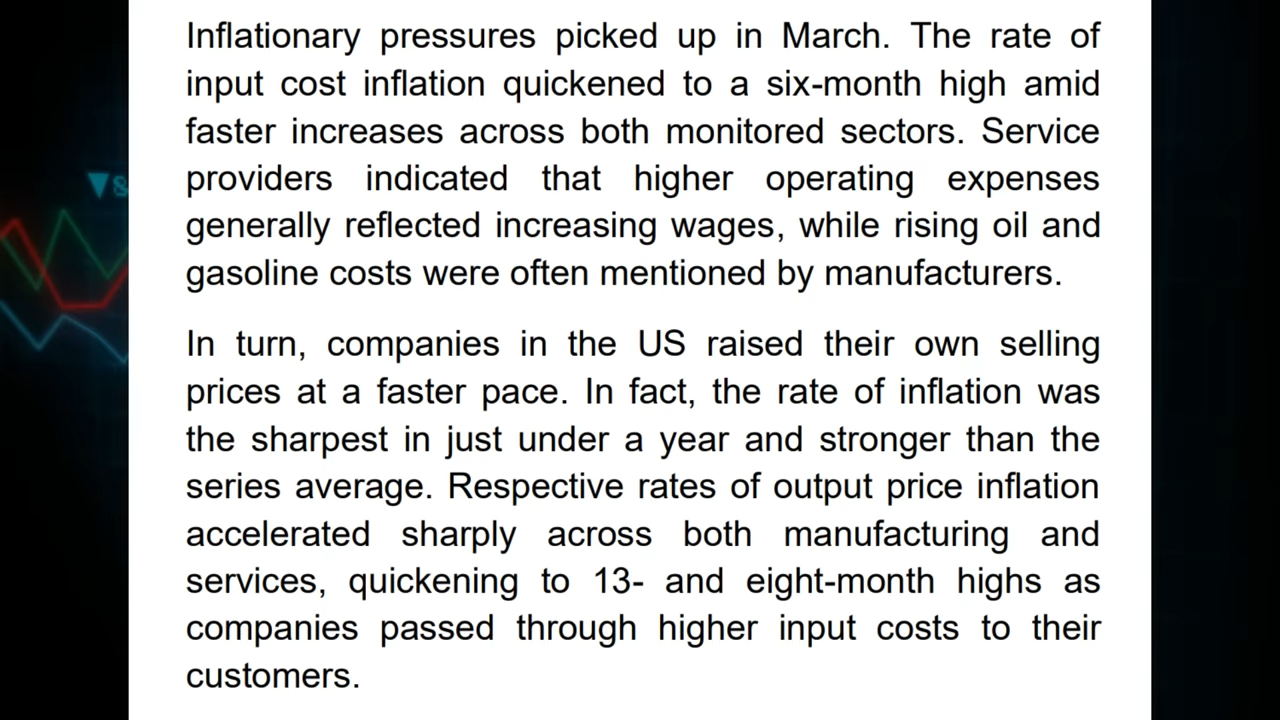 Inflationary pressures picked up in March. The rate of
input cost inflation quickened to a six-month high amid
faster increases across both monitored sectors. Service
providers indicated that higher operating expenses
generally reflected increasing wages, while rising oil and
gasoline costs were often mentioned by manufacturers.
In turn, companies in the US raised their own selling
prices at a faster pace. In fact, the rate of inflation was
the sharpest in just under a year and stronger than the
series average. Respective rates of output price inflation
accelerated sharply across both manufacturing and
services, quickening to 13- and eight-month highs as
companies passed through higher input costs to their
customers.